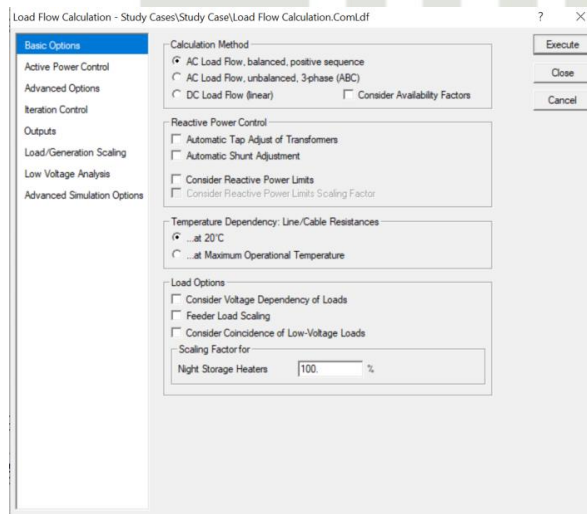 Load Flow Calculation - Study Cases\Study Case\Load Flow Calculation.ComLdf ? ×
Basic Options
Active Power Control
Advanced Options
Iteration Control
Outputs
Load/Generation Scaling
Low Voltage Analysis
Advanced Simulation Options
Calculation Method
AC Load Flow, balanced, positive sequence
AC Load Flow, unbalanced, 3-phase (ABC)
DC Load Flow (linear) Consider Availability Factors
Reactive Power Control
Automatic Tap Adjust of Transformers
Automatic Shunt Adjustment
Consider Reactive Power Limits
Consider Reactive Power Limits Scaling Factor
Temperature Dependency: Line/Cable Resistances
...at 20°C
...at Maximum Operational Temperature
Load Options
Consider Voltage Dependency of Loads
Feeder Load Scaling
Consider Coincidence of Low-Voltage Loads
Scaling Factor for
Night Storage Heaters 100. %
Execute
Close
Cancel